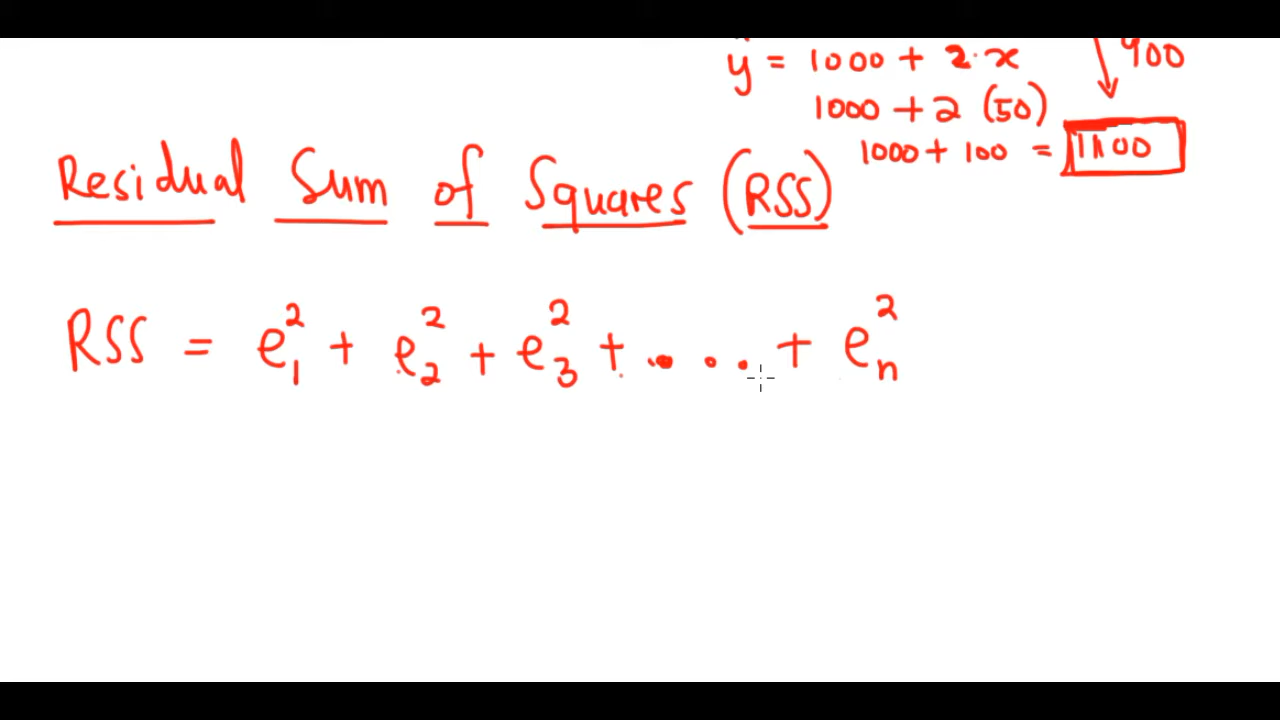 y = 1000 + 2·x
900
1000 + 2 (50)
1000 + 100 = 1100
Residual Sum of Squares (RSS)
RSS = e₁² + e₂² + e₃² + ..... + eₙ²